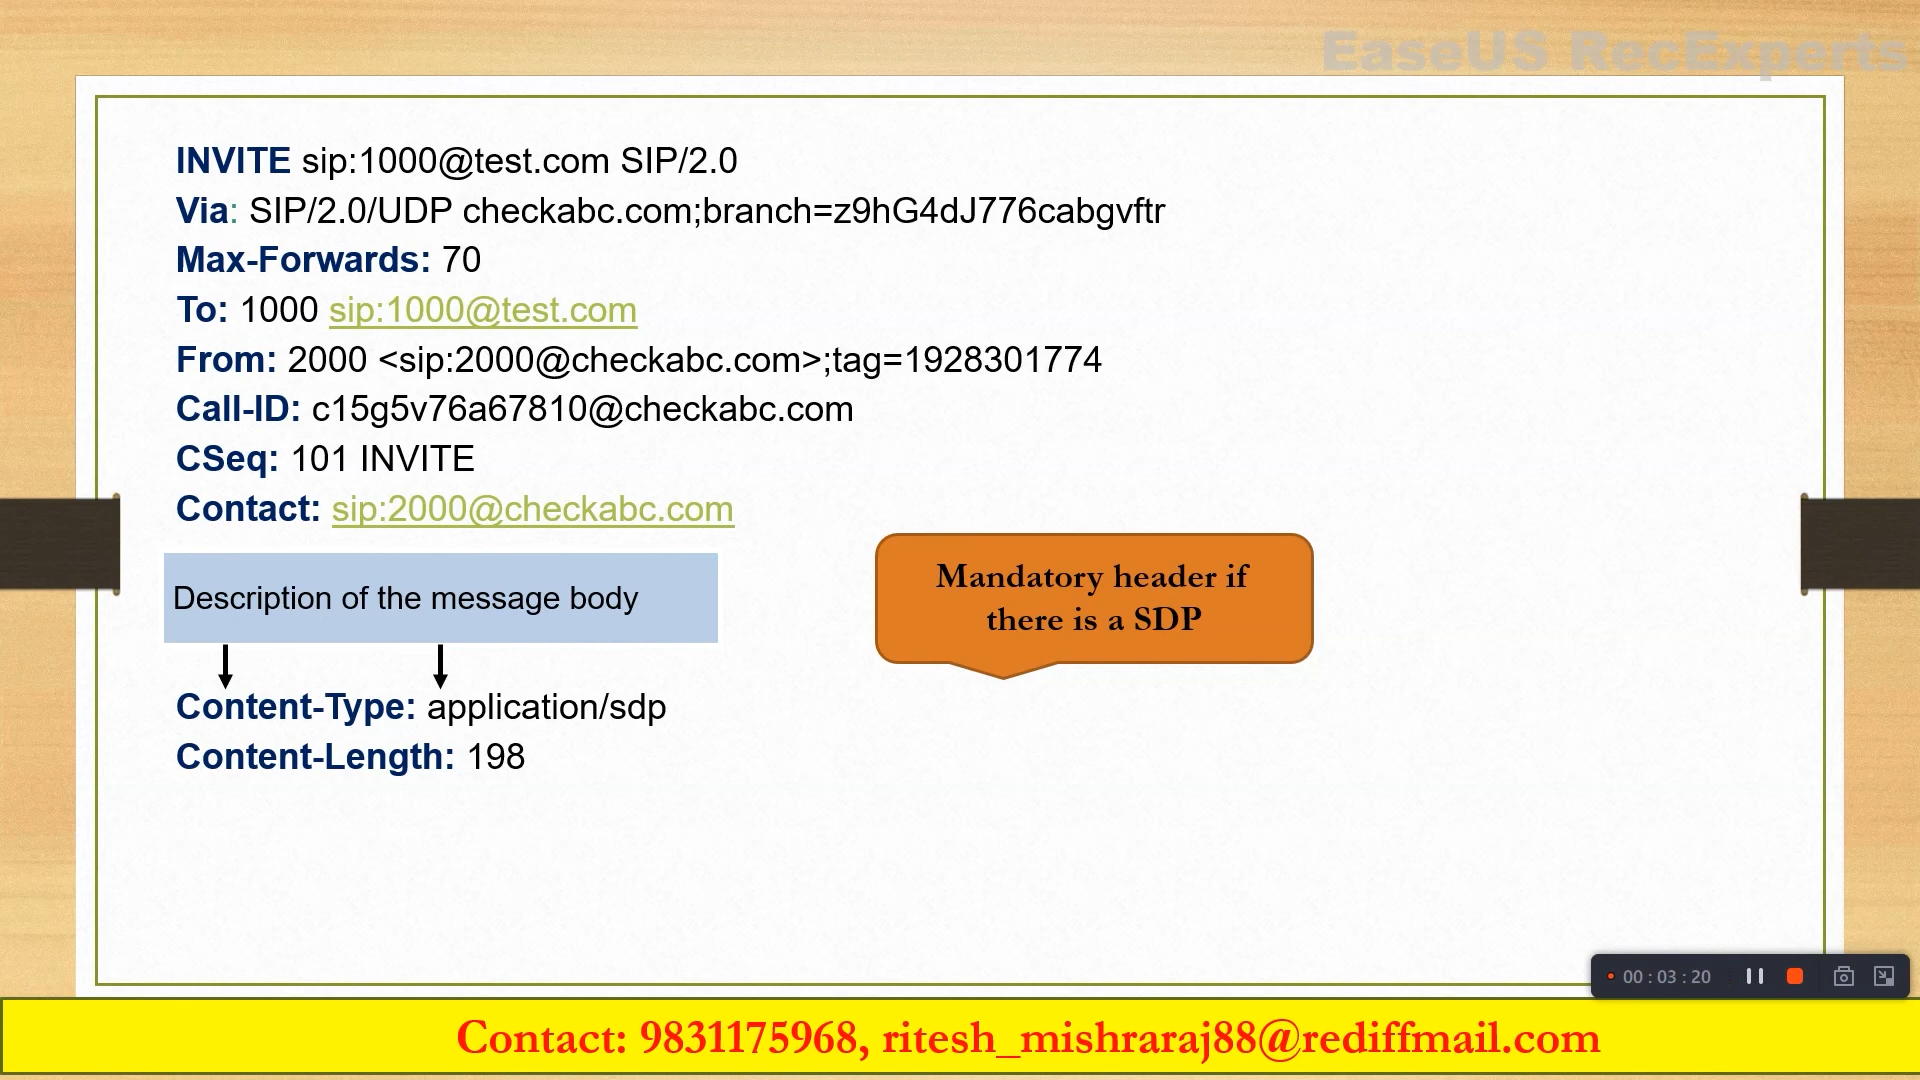 EaseUS RecExperts
INVITE sip:1000@test.com SIP/2.0
Via: SIP/2.0/UDP checkabc.com;branch=z9hG4dJ776cabgvftr
Max-Forwards: 70
To: 1000 sip:1000@test.com
From: 2000 <sip:2000@checkabc.com>;tag=1928301774
Call-ID: c15g5v76a67810@checkabc.com
CSeq: 101 INVITE
Contact: sip:2000@checkabc.com
Description of the message body
Mandatory header if
there is a SDP
Content-Type: application/sdp
Content-Length: 198
00 : 03 : 20
Contact: 9831175968, ritesh_mishraraj88@rediffmail.com